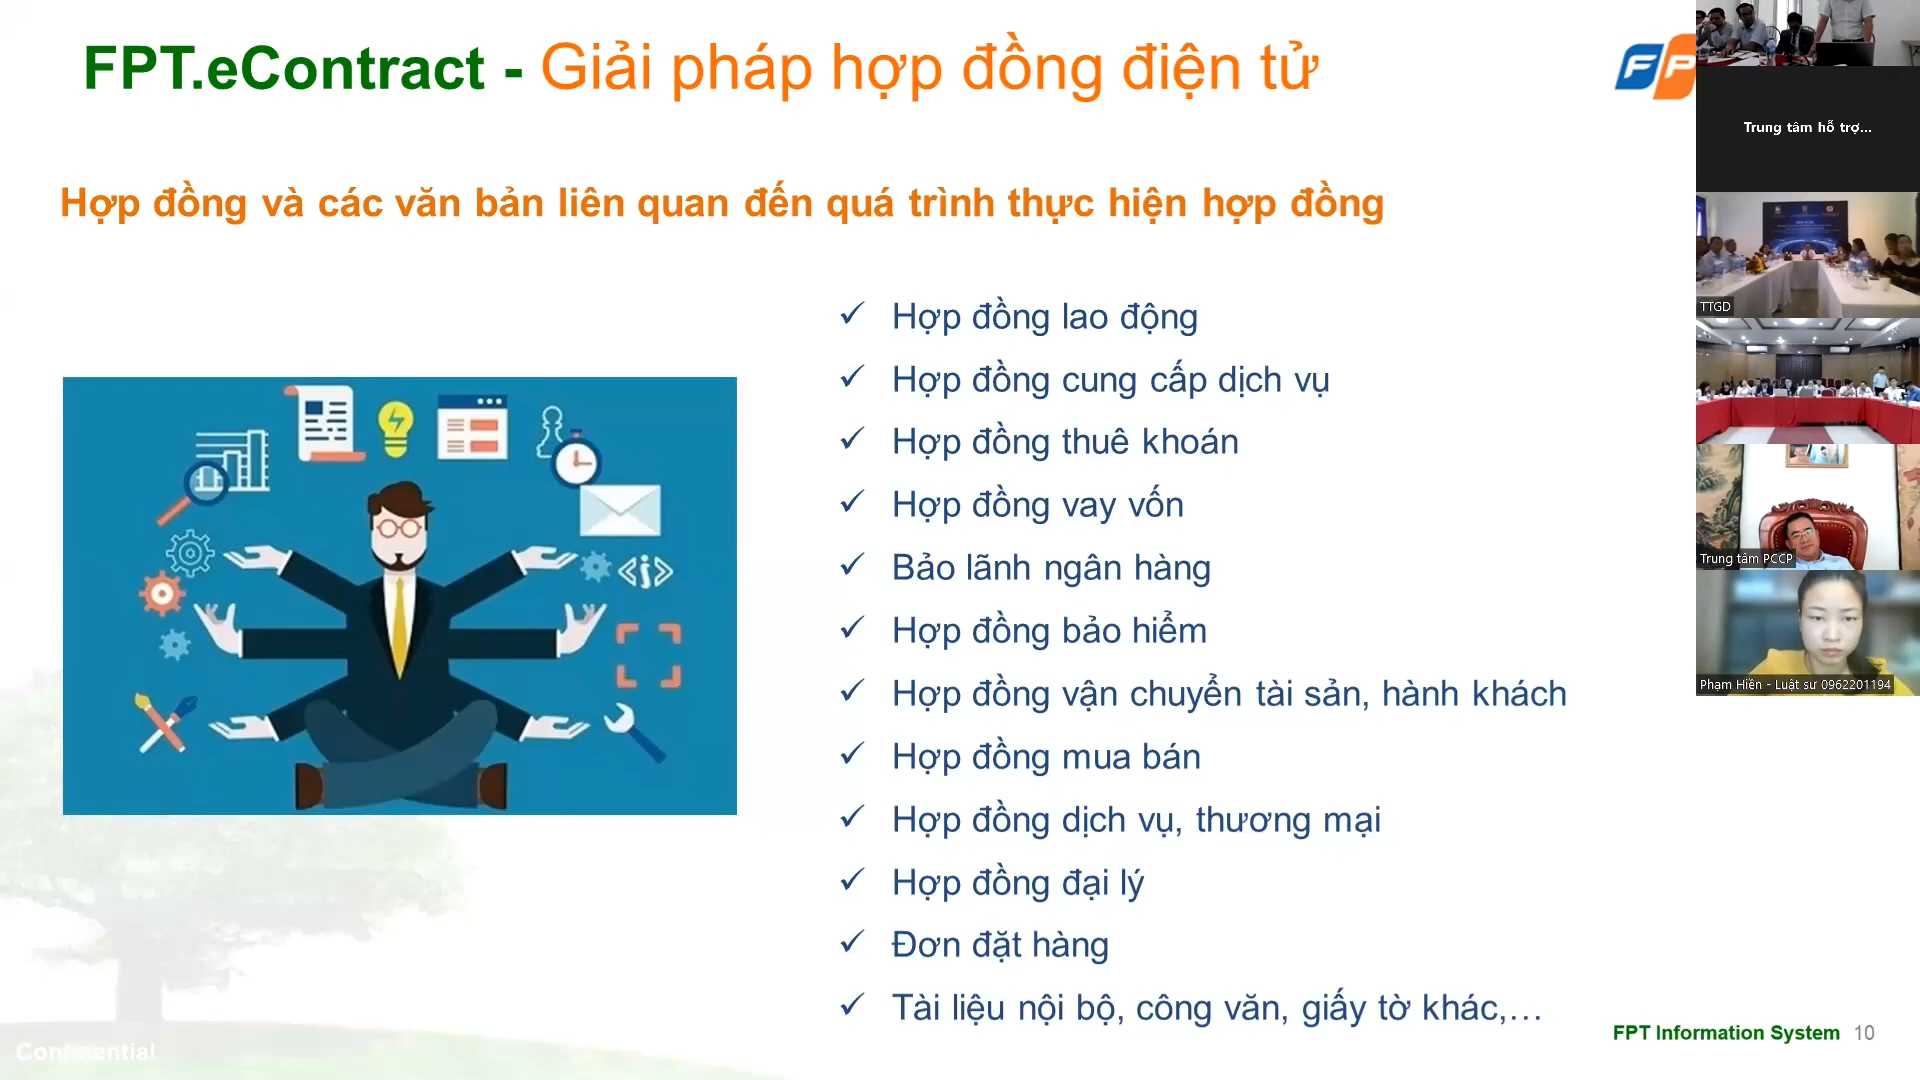 FPT.eContract - Giải pháp hợp đồng điện tử
FP
Hợp đồng và các văn bản liên quan đến quá trình thực hiện hợp đồng
✓ Hợp đồng lao động
✓ Hợp đồng cung cấp dịch vụ
✓ Hợp đồng thuê khoán
✓ Hợp đồng vay vốn
✓ Bảo lãnh ngân hàng
✓ Hợp đồng bảo hiểm
✓ Hợp đồng vận chuyển tài sản, hành khách
✓ Hợp đồng mua bán
✓ Hợp đồng dịch vụ, thương mại
✓ Hợp đồng đại lý
✓ Đơn đặt hàng
✓ Tài liệu nội bộ, công văn, giấy tờ khác,...
Confidential
FPT Information System 10
Trung tâm hỗ trợ...
TTGD
Trung tâm PCCP
Phạm Hiền - Luật sư 0962201194